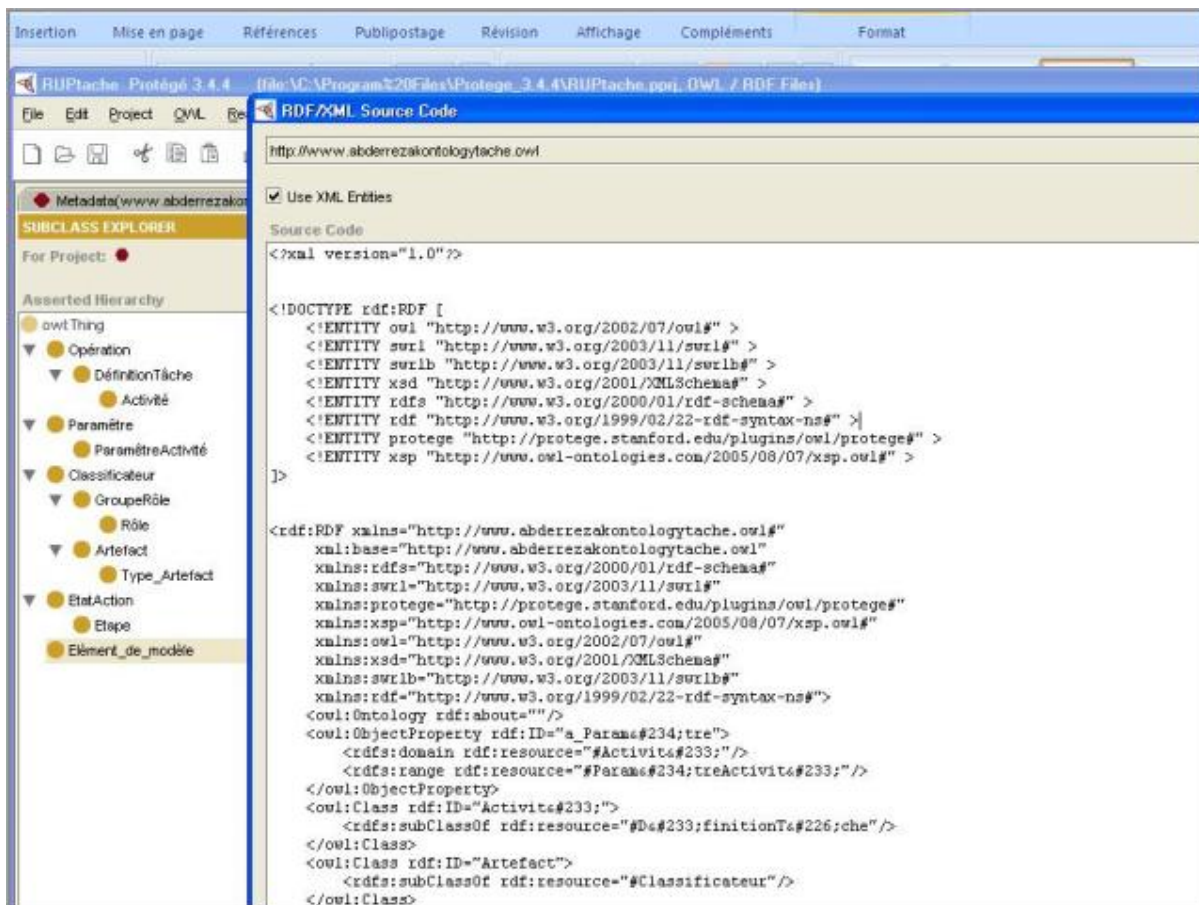 Insertion Mise en page Références Publipostage Révision Affichage Compléments Format
RUPtache Protégé 3.4.4 (file:\C:\Program%20Files\Protege_3.4.4\RUPtache.pprj, OWL / RDF Files)
File Edit Project OWL
RDF/XML Source Code
http://www.abderrezakontologytache.owl
Metadata(www.abderrezakon
Use XML Entities
SUBCLASS EXPLORER
Source Code
For Project:
Asserted Hierarchy
owl:Thing
Opération
DéfinitionTâche
Activité
Paramêtre
ParamêtreActivité
Classificateur
GroupeRôle
Rôle
Artefact
Type_Artefact
EtatAction
Etape
Elément_de_modèle
<?xml version="1.0"?>
<!DOCTYPE rdf:RDF [
<!ENTITY owl "http://www.w3.org/2002/07/owl#" >
<!ENTITY swrl "http://www.w3.org/2003/11/swrl#" >
<!ENTITY swrlb "http://www.w3.org/2003/11/swrlb#" >
<!ENTITY xsd "http://www.w3.org/2001/XMLSchema#" >
<!ENTITY rdfs "http://www.w3.org/2000/01/rdf-schema#" >
<!ENTITY rdf "http://www.w3.org/1999/02/22-rdf-syntax-ns#" >
<!ENTITY protege "http://protege.stanford.edu/plugins/owl/protege#" >
<!ENTITY xsp "http://www.owl-ontologies.com/2005/08/07/xsp.owl#" >
]>
<rdf:RDF xmlns="http://www.abderrezakontologytache.owl#"
xml:base="http://www.abderrezakontologytache.owl"
xmlns:rdfs="http://www.w3.org/2000/01/rdf-schema#"
xmlns:swrl="http://www.w3.org/2003/11/swrl#"
xmlns:protege="http://protege.stanford.edu/plugins/owl/protege#"
xmlns:xsp="http://www.owl-ontologies.com/2005/08/07/xsp.owl#"
xmlns:owl="http://www.w3.org/2002/07/owl#"
xmlns:xsd="http://www.w3.org/2001/XMLSchema#"
xmlns:swrlb="http://www.w3.org/2003/11/swrlb#"
xmlns:rdf="http://www.w3.org/1999/02/22-rdf-syntax-ns#">
<owl:Ontology rdf:about=""/>
<owl:ObjectProperty rdf:ID="a_Param&#234;tre">
<rdfs:domain rdf:resource="#Activit&#233;"/>
<rdfs:range rdf:resource="#Param&#234;treActivit&#233;"/>
</owl:ObjectProperty>
<owl:Class rdf:ID="Activit&#233;">
<rdfs:subClassOf rdf:resource="#D&#233;finitionT&#226;che"/>
</owl:Class>
<owl:Class rdf:ID="Artefact">
<rdfs:subClassOf rdf:resource="#Classificateur"/>
</owl:Class>